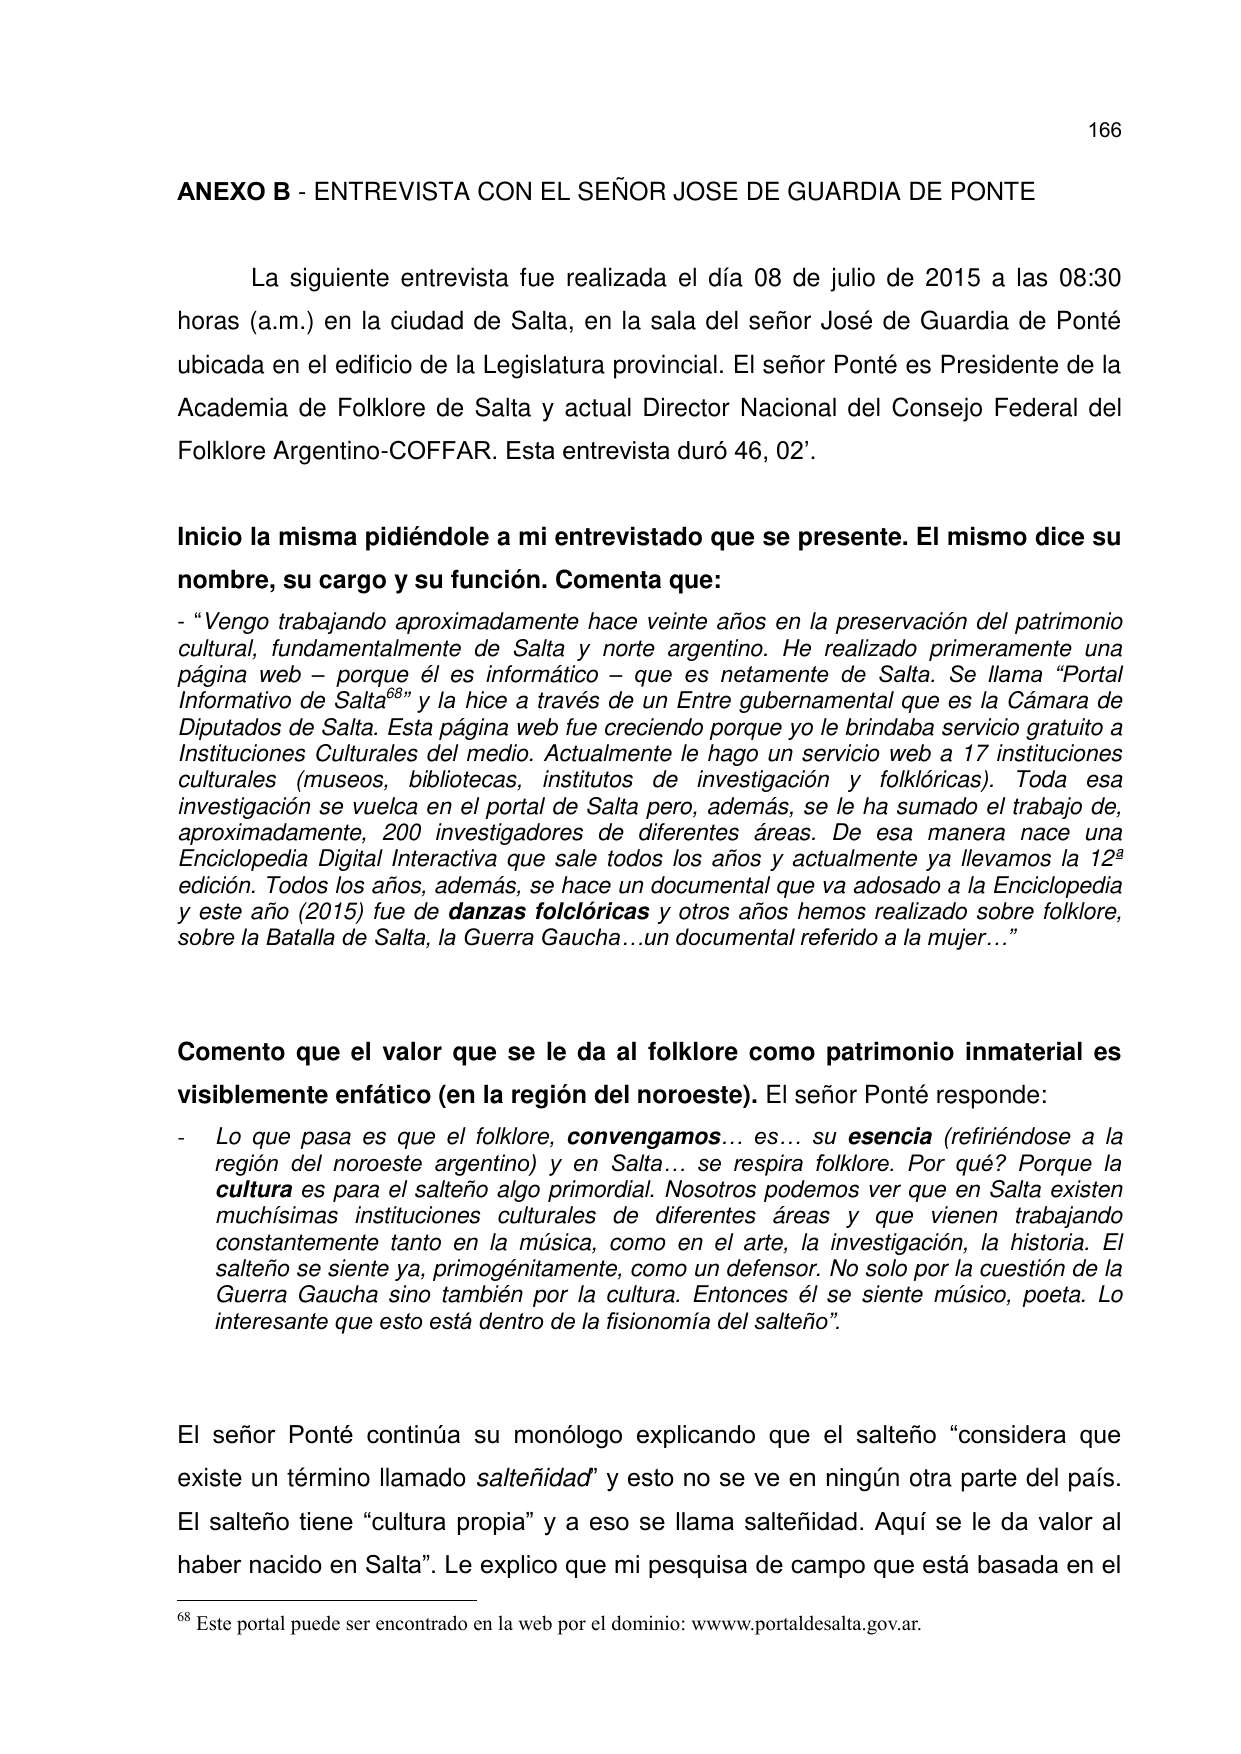 166
ANEXO B - ENTREVISTA CON EL SEÑOR JOSE DE GUARDIA DE PONTE
La siguiente entrevista fue realizada el día 08 de julio de 2015 a las 08:30
horas (a.m.) en la ciudad de Salta, en la sala del señor José de Guardia de Ponté
ubicada en el edificio de la Legislatura provincial. El señor Ponté es Presidente de la
Academia de Folklore de Salta y actual Director Nacional del Consejo Federal del
Folklore Argentino-COFFAR. Esta entrevista duró 46, 02’.
Inicio la misma pidiéndole a mi entrevistado que se presente. El mismo dice su
nombre, su cargo y su función. Comenta que:
- “Vengo trabajando aproximadamente hace veinte años en la preservación del patrimonio
cultural, fundamentalmente de Salta y norte argentino. He realizado primeramente una
página web – porque él es informático – que es netamente de Salta. Se llama “Portal
Informativo de Salta68” y la hice a través de un Entre gubernamental que es la Cámara de
Diputados de Salta. Esta página web fue creciendo porque yo le brindaba servicio gratuito a
Instituciones Culturales del medio. Actualmente le hago un servicio web a 17 instituciones
culturales (museos, bibliotecas, institutos de investigación y folklóricas). Toda esa
investigación se vuelca en el portal de Salta pero, además, se le ha sumado el trabajo de,
aproximadamente, 200 investigadores de diferentes áreas. De esa manera nace una
Enciclopedia Digital Interactiva que sale todos los años y actualmente ya llevamos la 12ª
edición. Todos los años, además, se hace un documental que va adosado a la Enciclopedia
y este año (2015) fue de danzas folclóricas y otros años hemos realizado sobre folklore,
sobre la Batalla de Salta, la Guerra Gaucha…un documental referido a la mujer…”
Comento que el valor que se le da al folklore como patrimonio inmaterial es
visiblemente enfático (en la región del noroeste). El señor Ponté responde:
- Lo que pasa es que el folklore, convengamos… es… su esencia (refiriéndose a la
región del noroeste argentino) y en Salta… se respira folklore. Por qué? Porque la
cultura es para el salteño algo primordial. Nosotros podemos ver que en Salta existen
muchísimas instituciones culturales de diferentes áreas y que vienen trabajando
constantemente tanto en la música, como en el arte, la investigación, la historia. El
salteño se siente ya, primogénitamente, como un defensor. No solo por la cuestión de la
Guerra Gaucha sino también por la cultura. Entonces él se siente músico, poeta. Lo
interesante que esto está dentro de la fisionomía del salteño”.
El señor Ponté continúa su monólogo explicando que el salteño “considera que
existe un término llamado salteñidad” y esto no se ve en ningún otra parte del país.
El salteño tiene “cultura propia” y a eso se llama salteñidad. Aquí se le da valor al
haber nacido en Salta”. Le explico que mi pesquisa de campo que está basada en el
68 Este portal puede ser encontrado en la web por el dominio: wwww.portaldesalta.gov.ar.